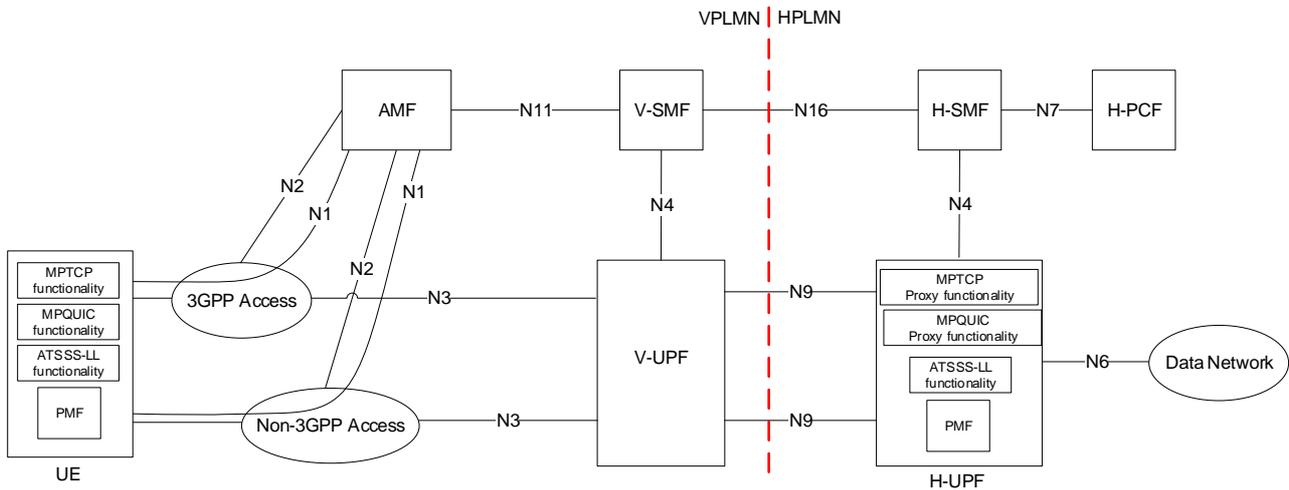 VPLMN
HPLMN
AMF
N11
V-SMF
N16
H-SMF
N7
H-PCF
N2
N1
N1
N4
N4
N2
MPTCP
functionality
MPQUIC
functionality
ATSSS-LL
functionality
PMF
UE
3GPP Access
N3
Non-3GPP Access
N3
V-UPF
N9
N9
MPTCP
Proxy functionality
MPQUIC
Proxy functionality
ATSSS-LL
functionality
PMF
H-UPF
N6
Data Network